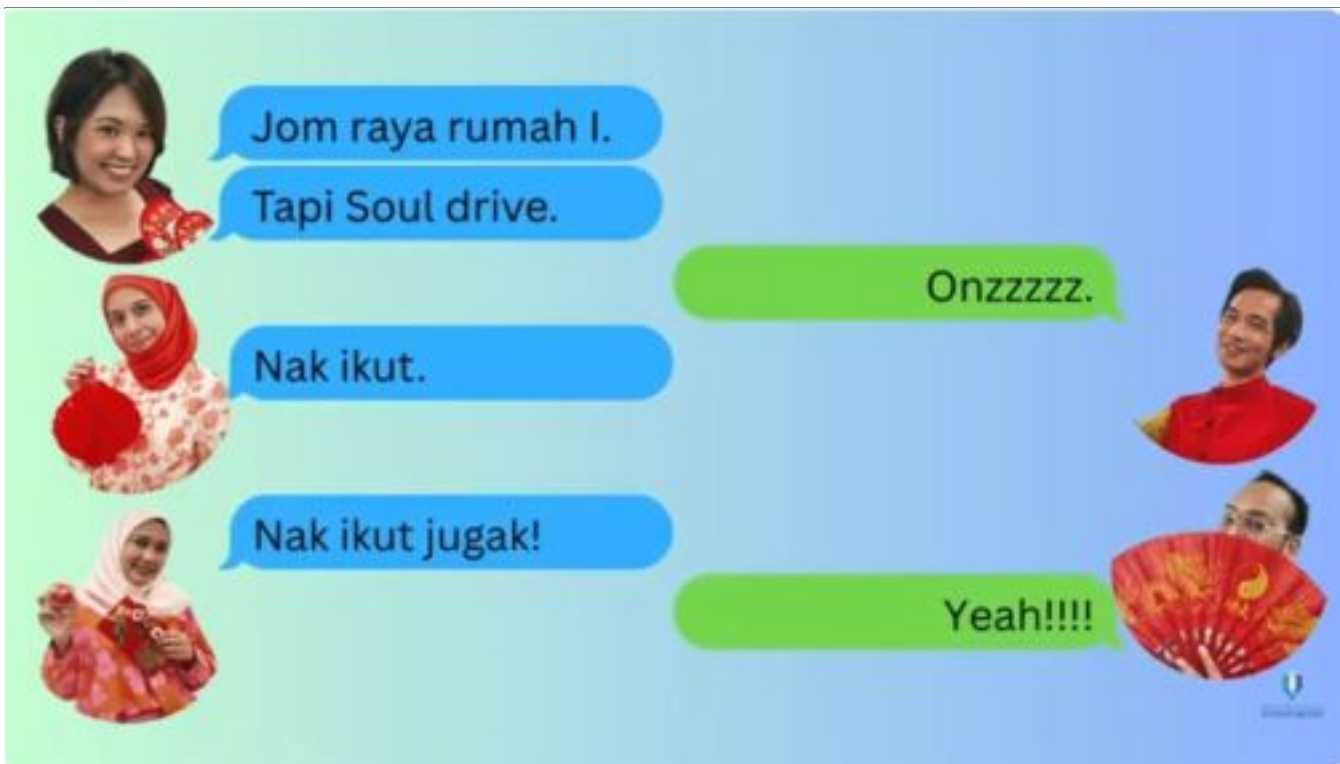 Jom raya rumah I.
Tapi Soul drive.
Onzzzzz.
Nak ikut.
Nak ikut jugak!
Yeah!!!!